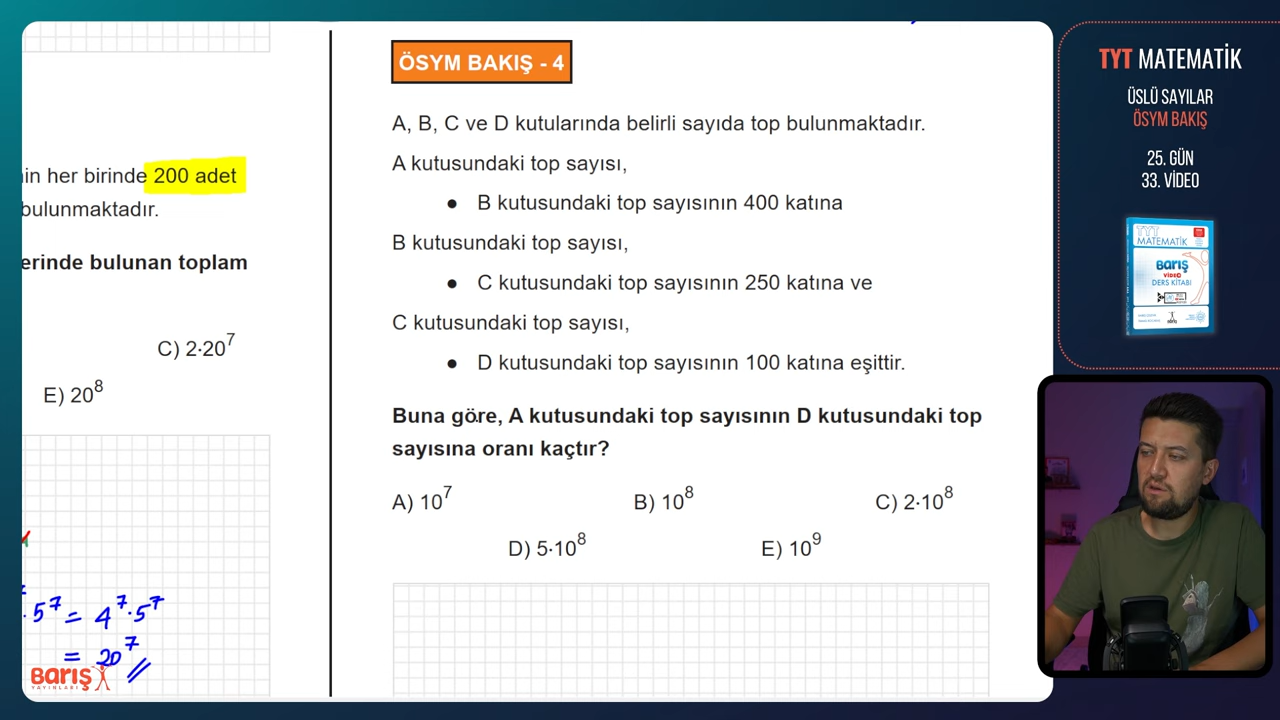 in her birinde 200 adet
bulunmaktadır.
erinde bulunan toplam
C) 2·20⁷
E) 20⁸
· 5⁷ = 4⁷ · 5⁷
= 20⁷
BARIŞ
YAYINLARI
ÖSYM BAKIŞ - 4
A, B, C ve D kutularında belirli sayıda top bulunmaktadır.
A kutusundaki top sayısı,
● B kutusundaki top sayısının 400 katına
B kutusundaki top sayısı,
● C kutusundaki top sayısının 250 katına ve
C kutusundaki top sayısı,
● D kutusundaki top sayısının 100 katına eşittir.
Buna göre, A kutusundaki top sayısının D kutusundaki top
sayısına oranı kaçtır?
A) 10⁷ B) 10⁸ C) 2·10⁸
D) 5·10⁸ E) 10⁹
TYT MATEMATİK
ÜSLÜ SAYILAR
ÖSYM BAKIŞ
25. GÜN
33. VİDEO
TYT
MATEMATİK
BARIŞ
VİDEO
DERS KİTABI